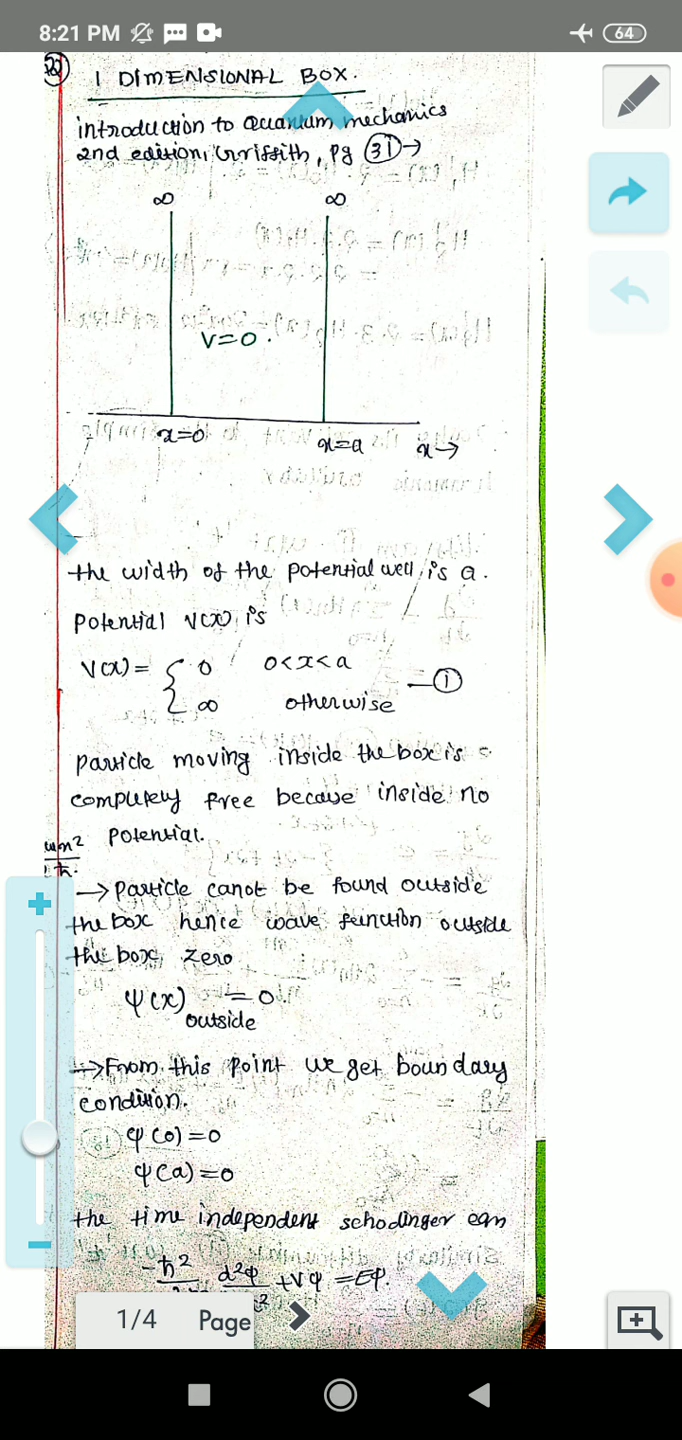 8:21 PM
64
1 DIMENSIONAL BOX.
introduction to Quantum mechanics
2nd edition, Griffith, Pg 31→
∞ ∞
V=0.
x=0 x=a x→
the width of the potential well is a.
Potential V(x) is
V(x) = { 0 0<x<a
∞ otherwise —①
particle moving inside the box is
completely free because inside no
potential.
→ Particle canot be found outside
the box hence wave function outside
the box zero
ψ(x) outside = 0
→ From this point we get boundary
condition.
ψ(0)=0
ψ(a)=0
the time independent schodinger eqn
-ħ² d²ψ +Vψ =Eψ.
1/4 Page